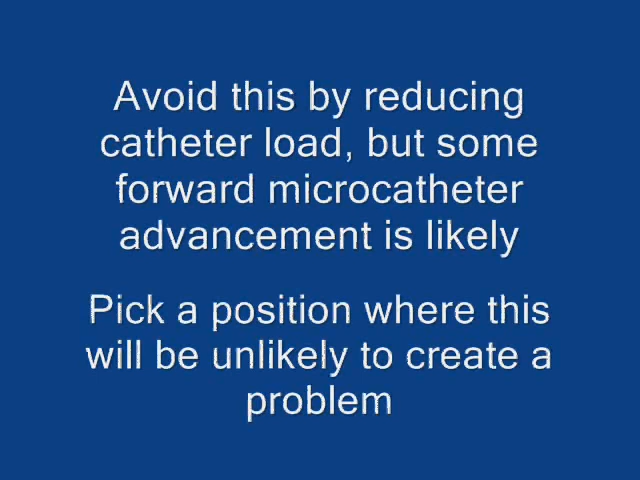 Avoid this by reducing
catheter load, but some
forward microcatheter
advancement is likely
Pick a position where this
will be unlikely to create a
problem